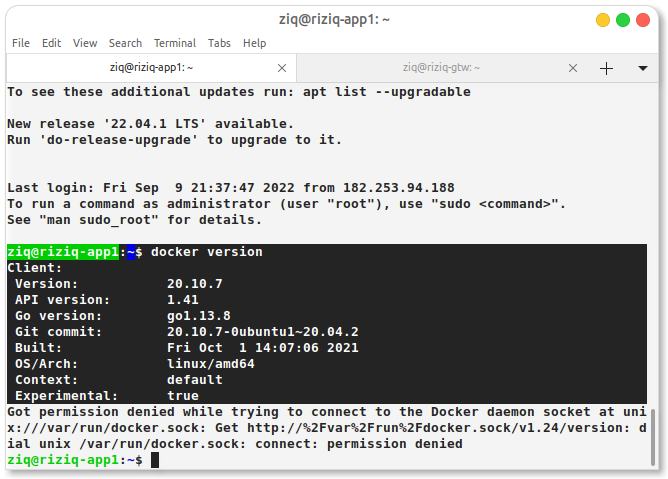 ziq@riziq-app1: ~
File Edit View Search Terminal Tabs Help
ziq@riziq-app1: ~ × ziq@riziq-gtw: ~ × + ▾
To see these additional updates run: apt list --upgradable
New release '22.04.1 LTS' available.
Run 'do-release-upgrade' to upgrade to it.
Last login: Fri Sep  9 21:37:47 2022 from 182.253.94.188
To run a command as administrator (user "root"), use "sudo <command>".
See "man sudo_root" for details.
ziq@riziq-app1:~$ docker version
Client:
 Version:           20.10.7
 API version:       1.41
 Go version:        go1.13.8
 Git commit:        20.10.7-0ubuntu1~20.04.2
 Built:             Fri Oct  1 14:07:06 2021
 OS/Arch:           linux/amd64
 Context:           default
 Experimental:      true
Got permission denied while trying to connect to the Docker daemon socket at uni
x:///var/run/docker.sock: Get http://%2Fvar%2Frun%2Fdocker.sock/v1.24/version: d
ial unix /var/run/docker.sock: connect: permission denied
ziq@riziq-app1:~$